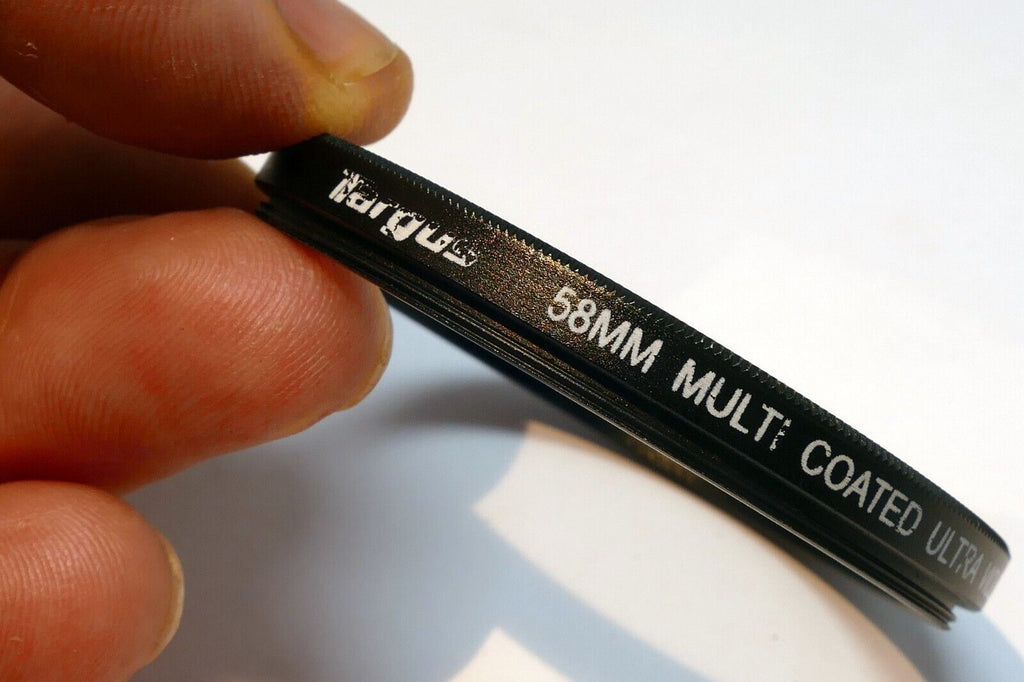 Targus 58MM MULTI COATED ULTRA